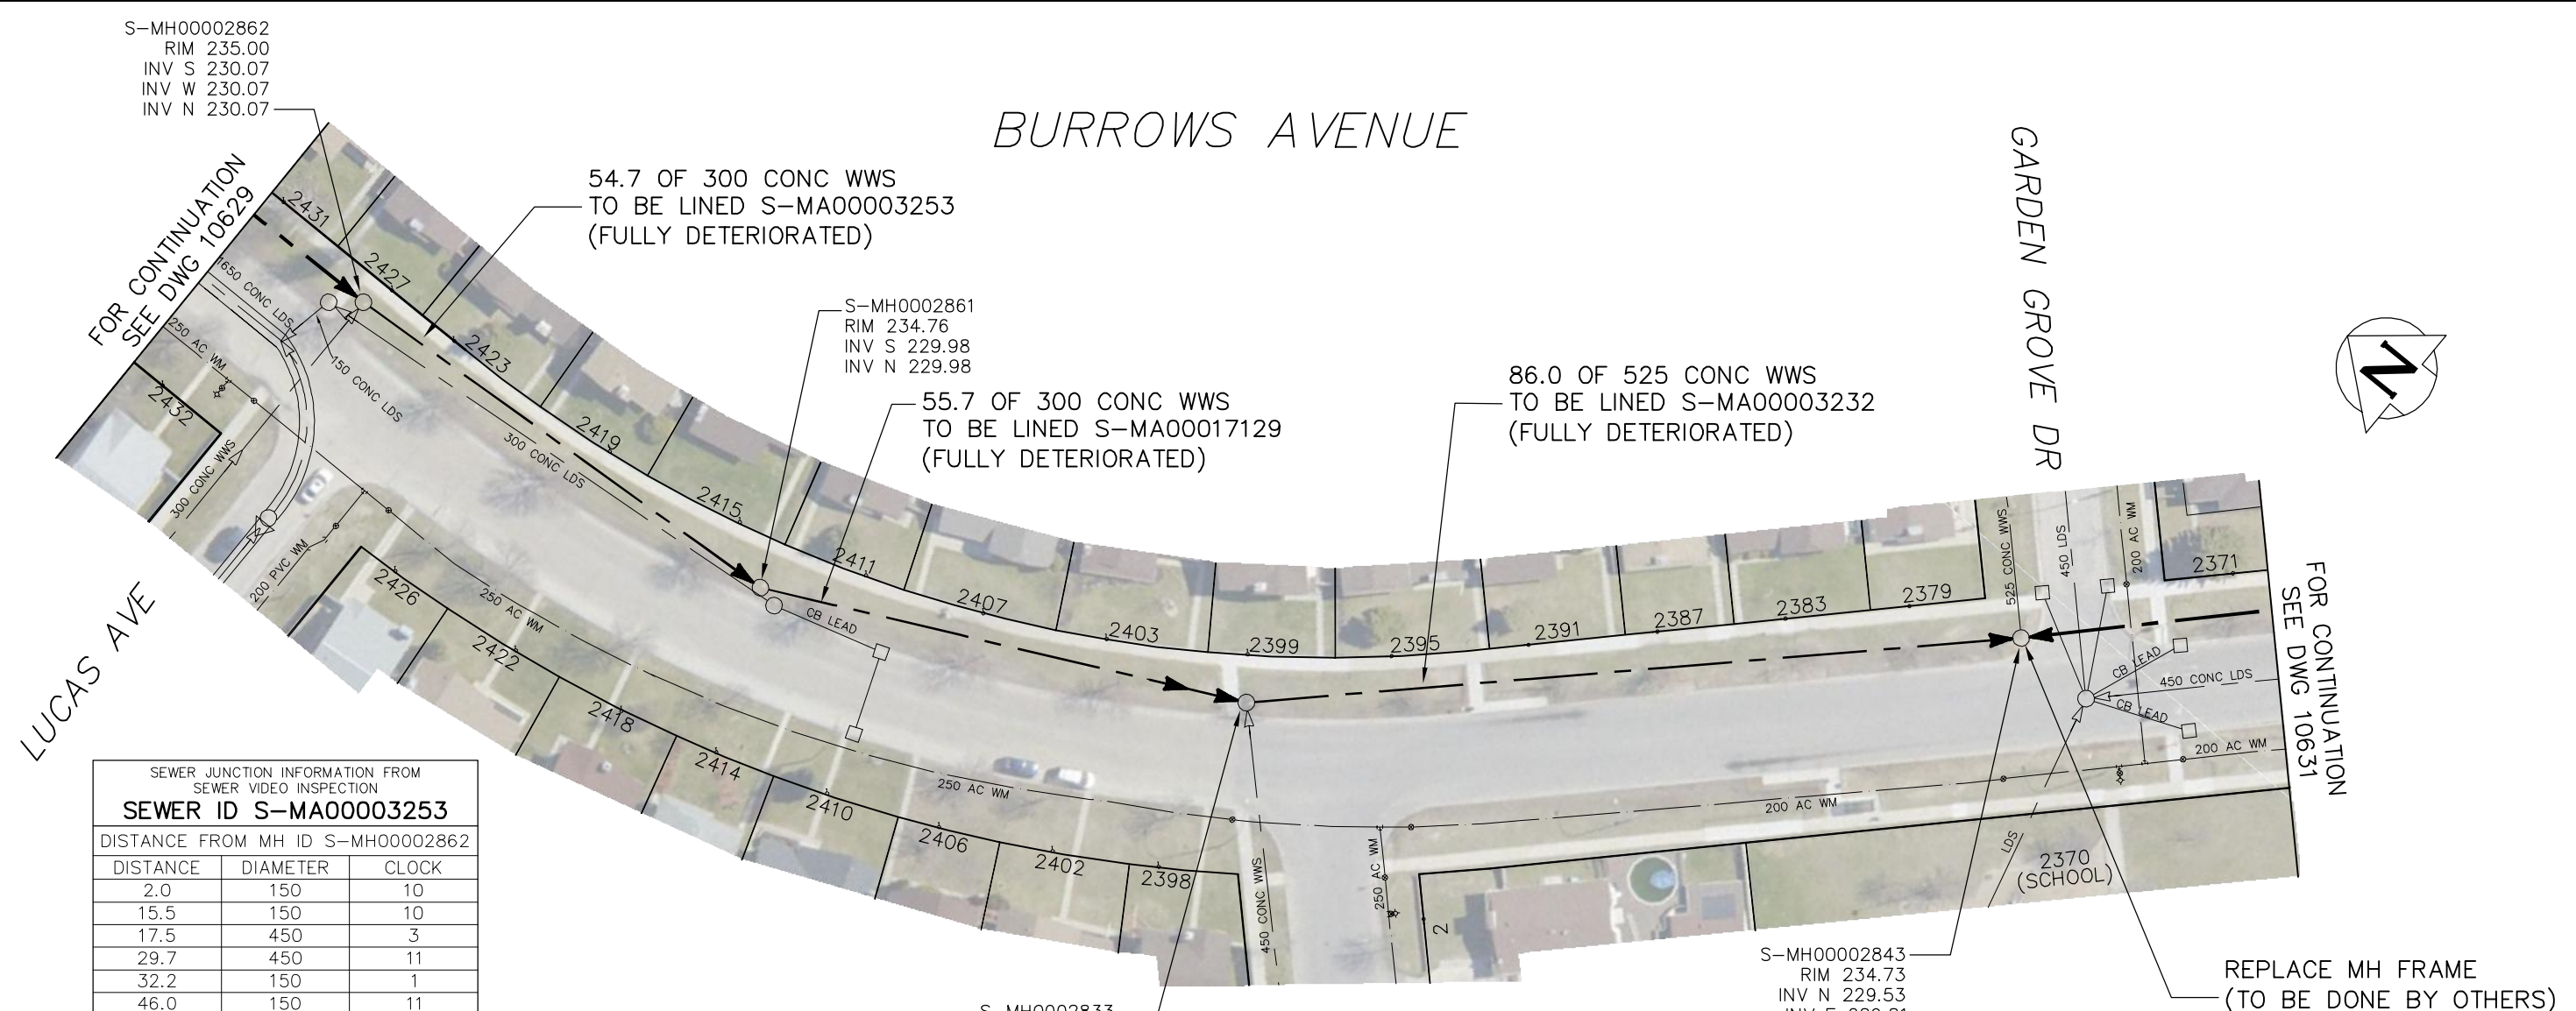 S-MH00002862
RIM 235.00
INV S 230.07
INV W 230.07
INV N 230.07
BURROWS AVENUE
GARDEN GROVE DR
54.7 OF 300 CONC WWS
TO BE LINED S-MA00003253
(FULLY DETERIORATED)
FOR CONTINUATION
SEE DWG 10629
S-MH0002861
RIM 234.76
INV S 229.98
INV N 229.98
55.7 OF 300 CONC WWS
TO BE LINED S-MA00017129
(FULLY DETERIORATED)
86.0 OF 525 CONC WWS
TO BE LINED S-MA00003232
(FULLY DETERIORATED)
N
2431
2427
2423
2419
2415
2411
2407
2403
2399
2395
2391
2387
2383
2379
2371
1650 CONC LDS
250 AC WM
150 CONC LDS
300 CONC LDS
2432
300 CONC WWS
200 PVC WM
250 AC WM
CB LEAD
525 CONC WWS
450 LDS
200 AC WM
CB LEAD
450 CONC LDS
CB LEAD
200 AC WM
FOR CONTINUATION
SEE DWG 10631
LUCAS AVE
2426
2422
2418
2414
2410
2406
2402
2398
250 AC WM
200 AC WM
450 CONC WWS
250 AC WM
2
LDS
2370
(SCHOOL)
SEWER JUNCTION INFORMATION FROM
SEWER VIDEO INSPECTION
SEWER ID S-MA00003253
DISTANCE FROM MH ID S-MH00002862
DISTANCE DIAMETER CLOCK
2.0 150 10
15.5 150 10
17.5 450 3
29.7 450 11
32.2 150 1
46.0 150 11
S-MH0002833
S-MH00002843
RIM 234.73
INV N 229.53
REPLACE MH FRAME
(TO BE DONE BY OTHERS)